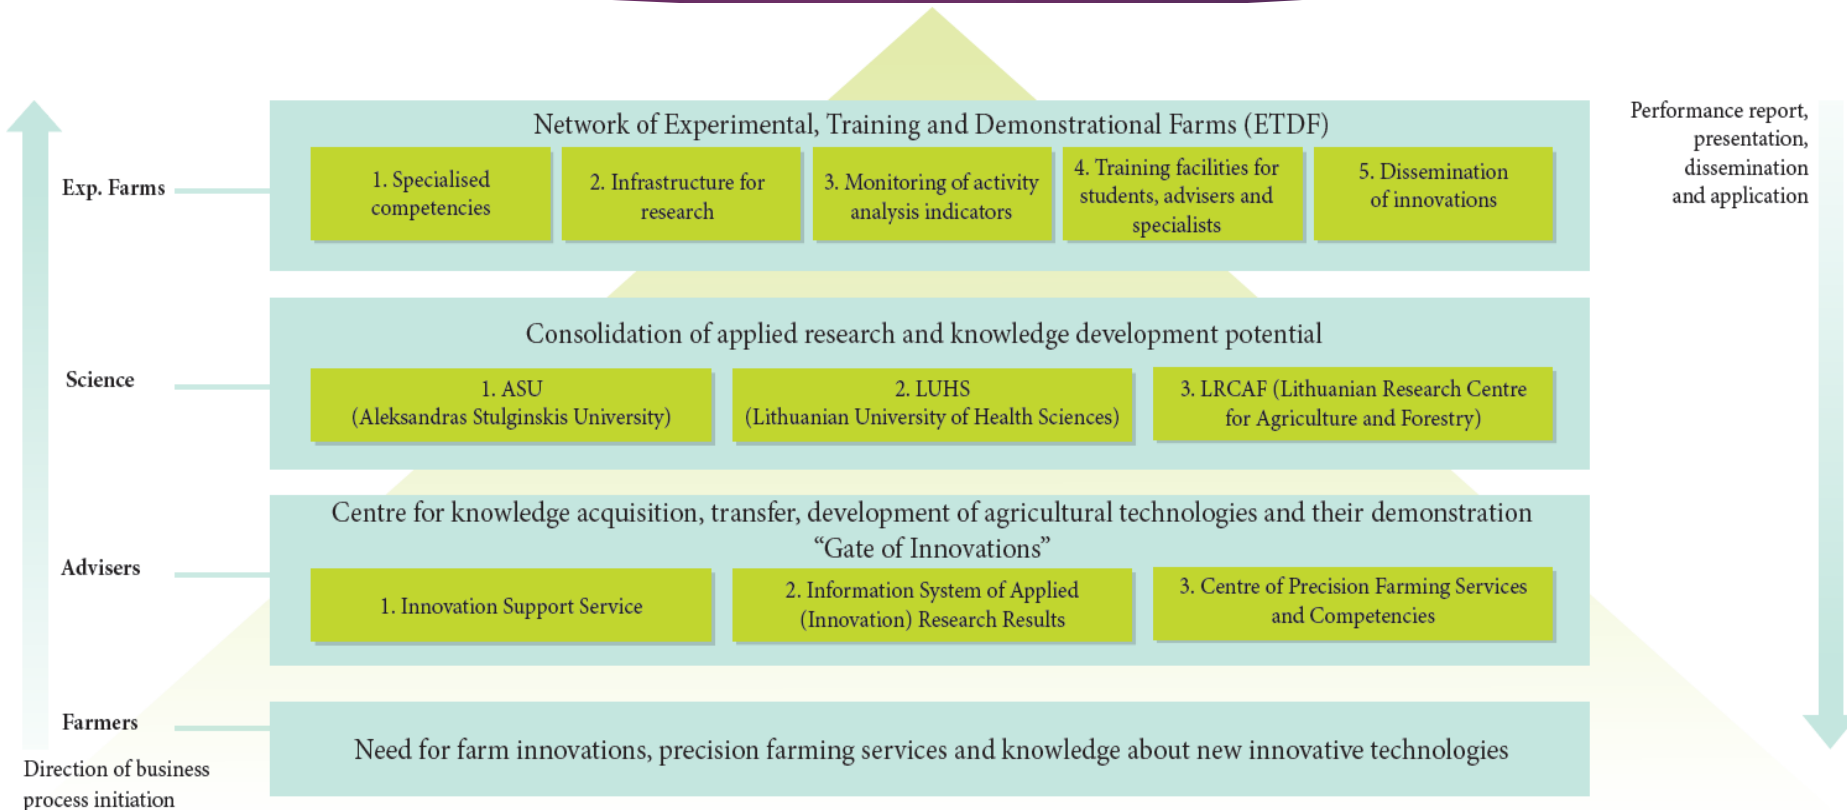 Network of Experimental, Training and Demonstrational Farms (ETDF)
Exp. Farms
1. Specialised
competencies
2. Infrastructure for
research
3. Monitoring of activity
analysis indicators
4. Training facilities for
students, advisers and
specialists
5. Dissemination
of innovations
Performance report,
presentation,
dissemination
and application
Consolidation of applied research and knowledge development potential
Science
1. ASU
(Aleksandras Stulginskis University)
2. LUHS
(Lithuanian University of Health Sciences)
3. LRCAF (Lithuanian Research Centre
for Agriculture and Forestry)
Centre for knowledge acquisition, transfer, development of agricultural technologies and their demonstration
“Gate of Innovations”
Advisers
1. Innovation Support Service
2. Information System of Applied
(Innovation) Research Results
3. Centre of Precision Farming Services
and Competencies
Farmers
Need for farm innovations, precision farming services and knowledge about new innovative technologies
Direction of business
process initiation